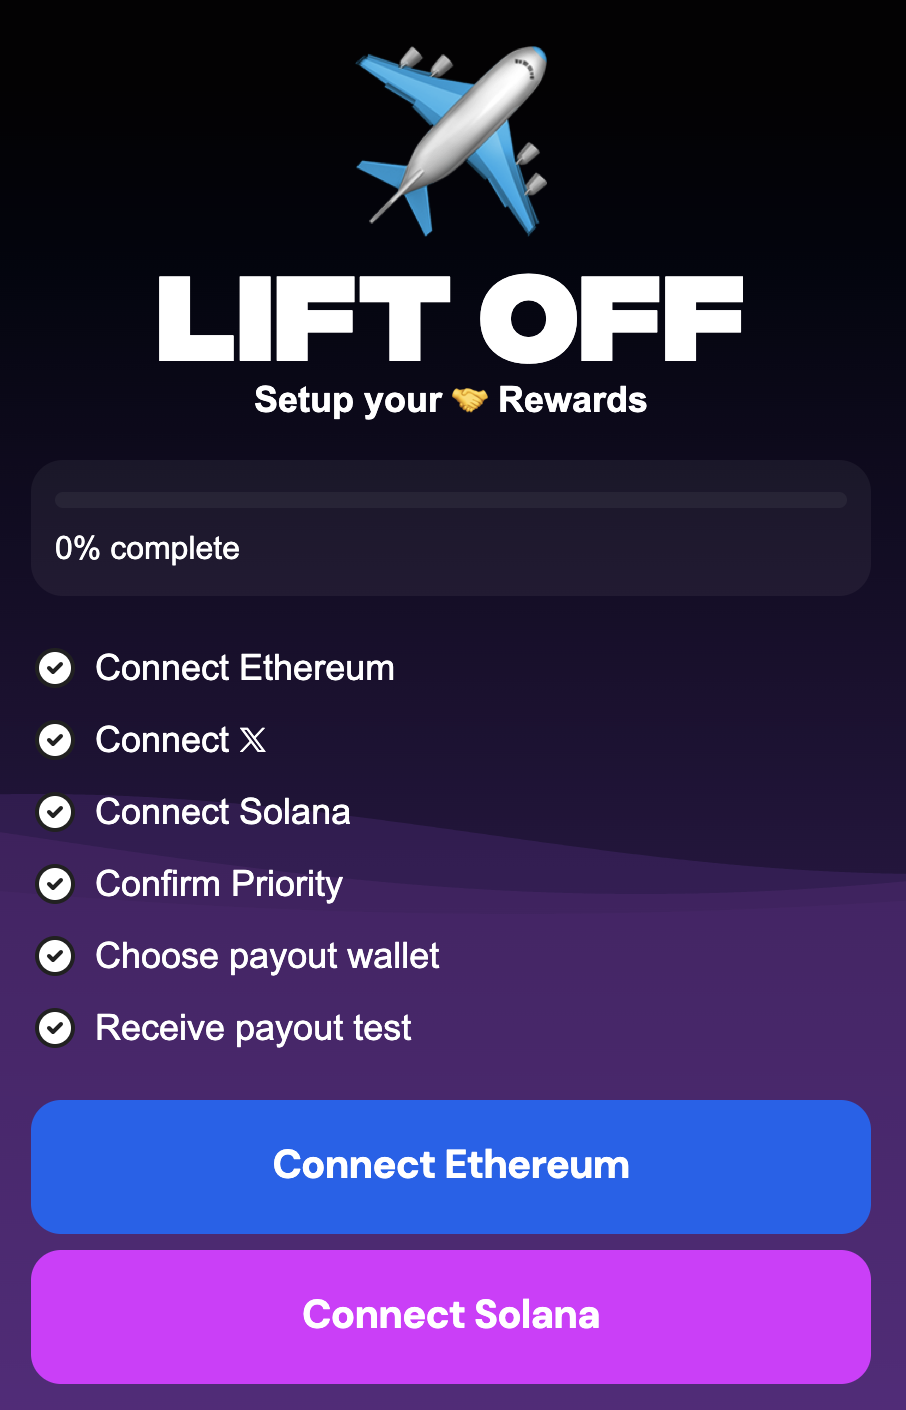 LIFT OFF
Setup your 🤝 Rewards
0% complete
Connect Ethereum
Connect 𝕏
Connect Solana
Confirm Priority
Choose payout wallet
Receive payout test
Connect Ethereum
Connect Solana